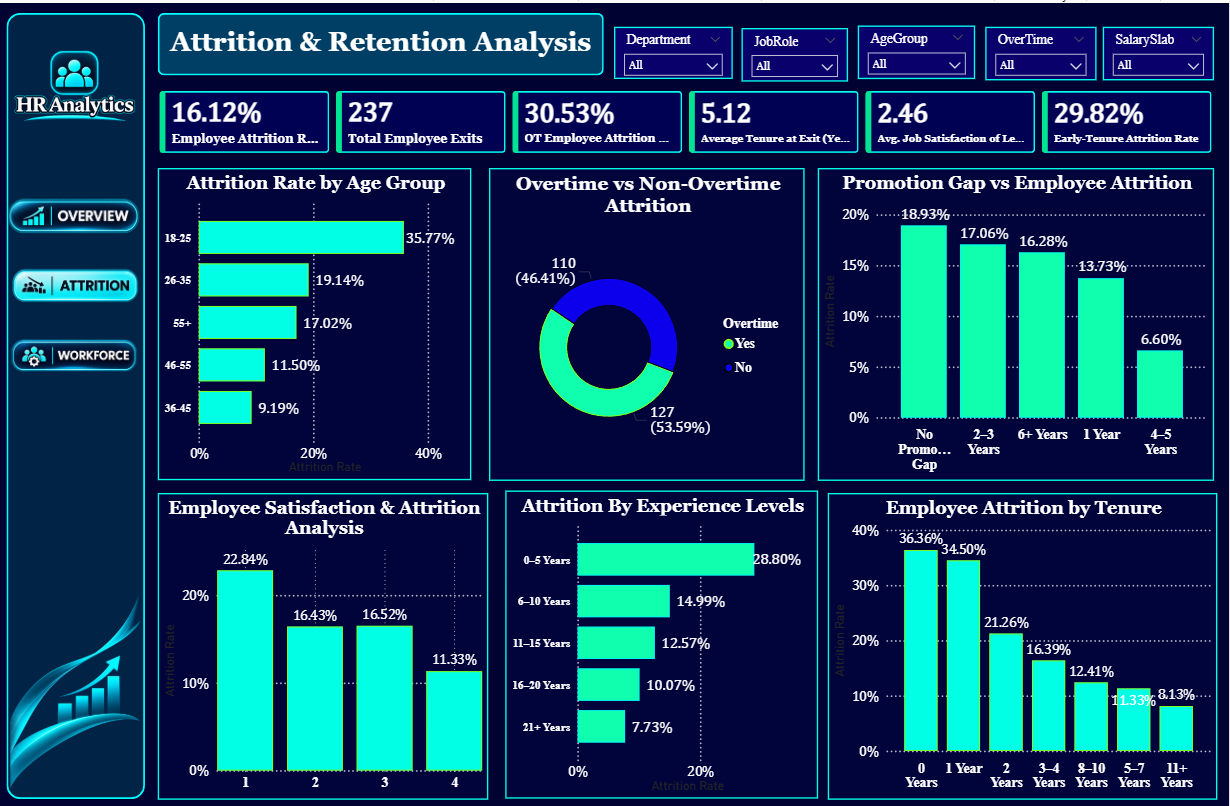 Attrition & Retention Analysis
Department
All
JobRole
All
AgeGroup
All
OverTime
All
SalarySlab
All
HR Analytics
OVERVIEW
ATTRITION
WORKFORCE
16.12%
Employee Attrition R...
237
Total Employee Exits
30.53%
OT Employee Attrition ...
5.12
Average Tenure at Exit (Ye...
2.46
Avg. Job Satisfaction of Le...
29.82%
Early-Tenure Attrition Rate
Attrition Rate by Age Group
18-25
35.77%
26-35
19.14%
55+
17.02%
46-55
11.50%
36-45
9.19%
0%
20%
40%
Attrition Rate
Overtime vs Non-Overtime
Attrition
110
(46.41%)
127
(53.59%)
Overtime
Yes
No
Promotion Gap vs Employee Attrition
Attrition Rate
20%
15%
10%
5%
0%
18.93%
17.06%
16.28%
13.73%
6.60%
No
Promo...
Gap
2–3
Years
6+ Years
1 Year
4–5
Years
Employee Satisfaction & Attrition
Analysis
Attrition Rate
20%
10%
0%
22.84%
16.43%
16.52%
11.33%
1
2
3
4
Attrition By Experience Levels
0–5 Years
28.80%
6–10 Years
14.99%
11–15 Years
12.57%
16–20 Years
10.07%
21+ Years
7.73%
0%
20%
Attrition Rate
Employee Attrition by Tenure
Attrition Rate
40%
30%
20%
10%
0%
36.36%
34.50%
21.26%
16.39%
12.41%
11.33%
8.13%
0
Years
1 Year
2
Years
3–4
Years
8–10
Years
5–7
Years
11+
Years